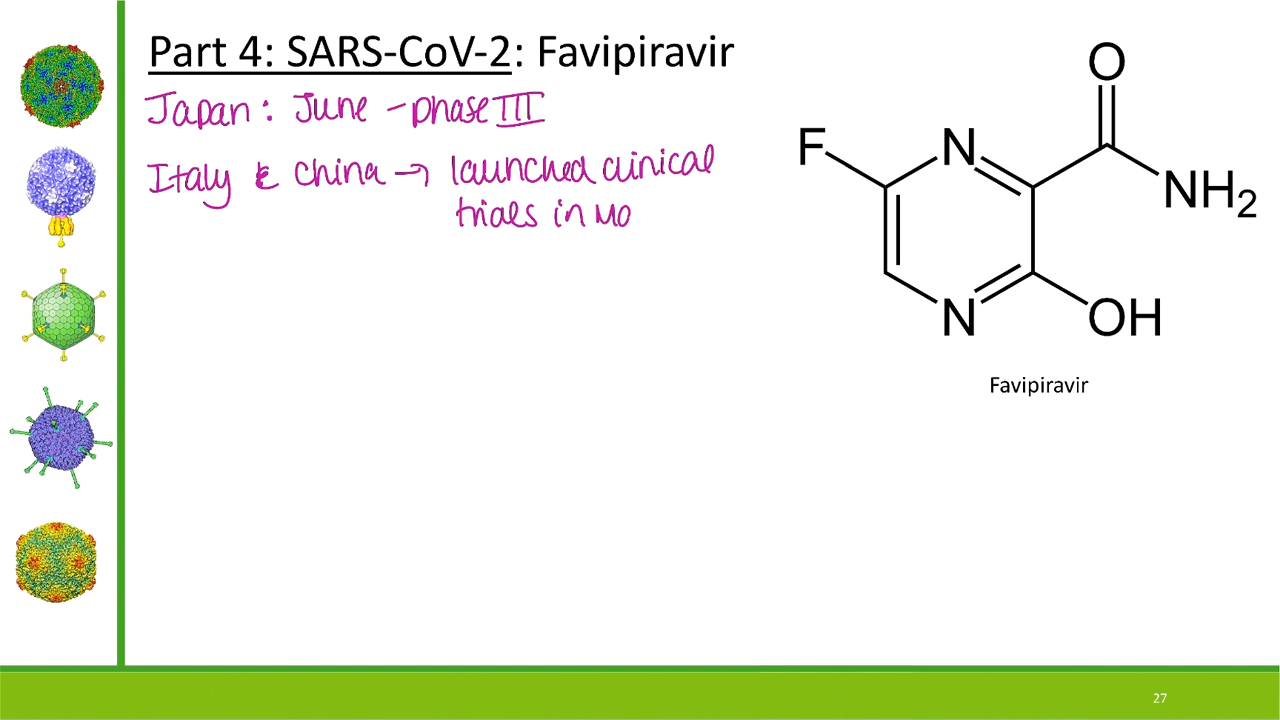 Part 4: SARS-CoV-2: Favipiravir
Japan: June - phase III
Italy & China → launched clinical
trials in Mo
O
F
N
NH2
N
OH
Favipiravir
27